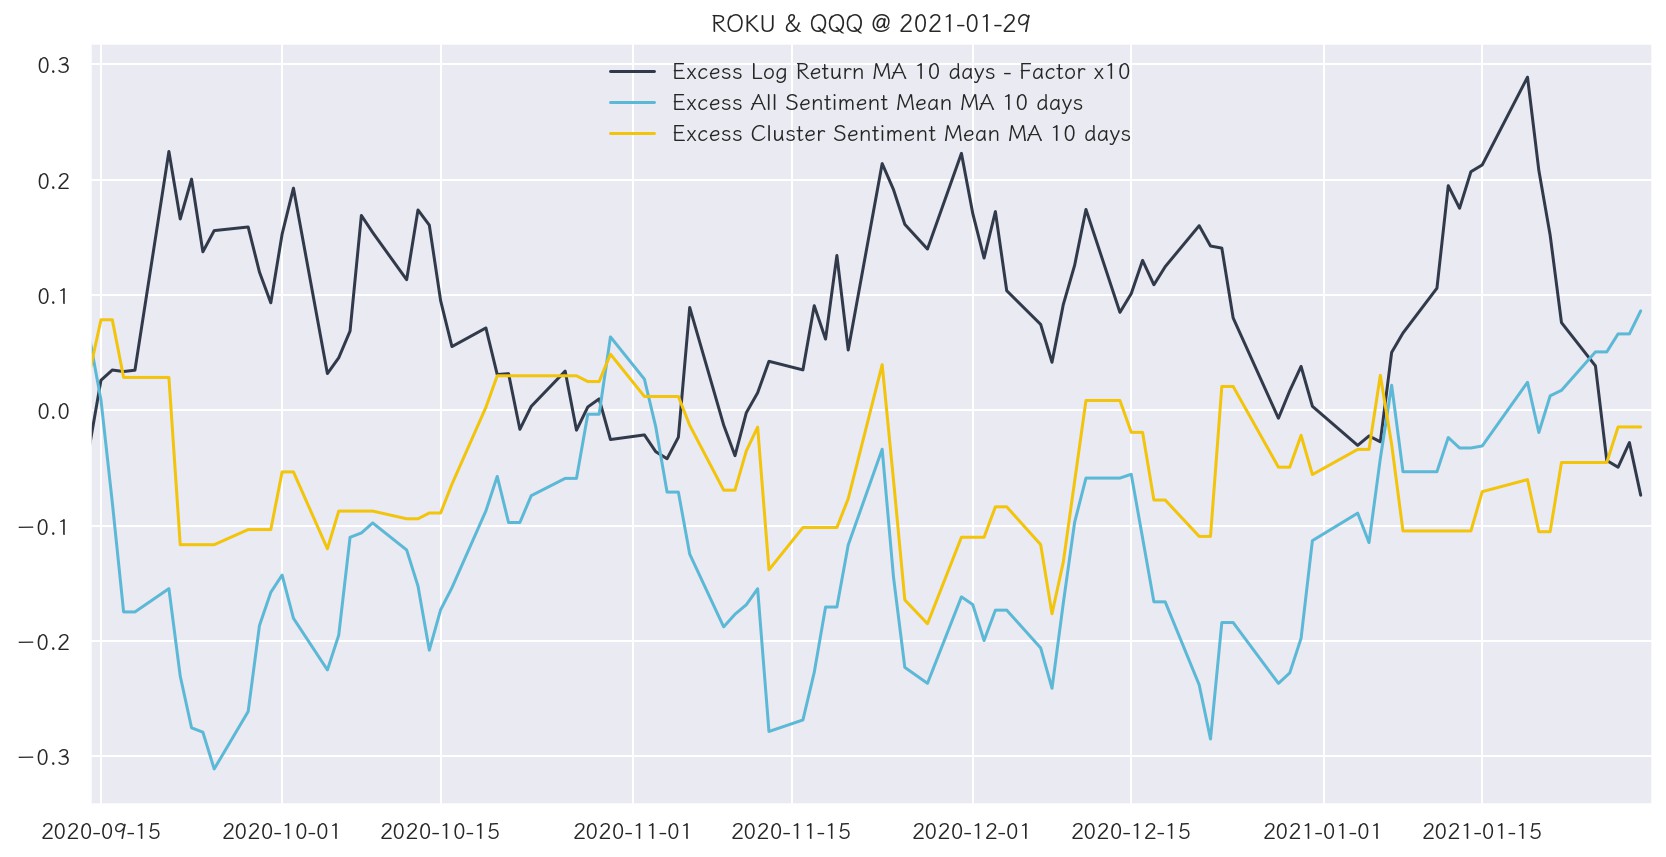 ROKU & QQQ @ 2021-01-29
Excess Log Return MA 10 days - Factor x10
Excess All Sentiment Mean MA 10 days
Excess Cluster Sentiment Mean MA 10 days
0.3
0.2
0.1
0.0
−0.1
−0.2
−0.3
2020-09-15 2020-10-01 2020-10-15 2020-11-01 2020-11-15 2020-12-01 2020-12-15 2021-01-01 2021-01-15